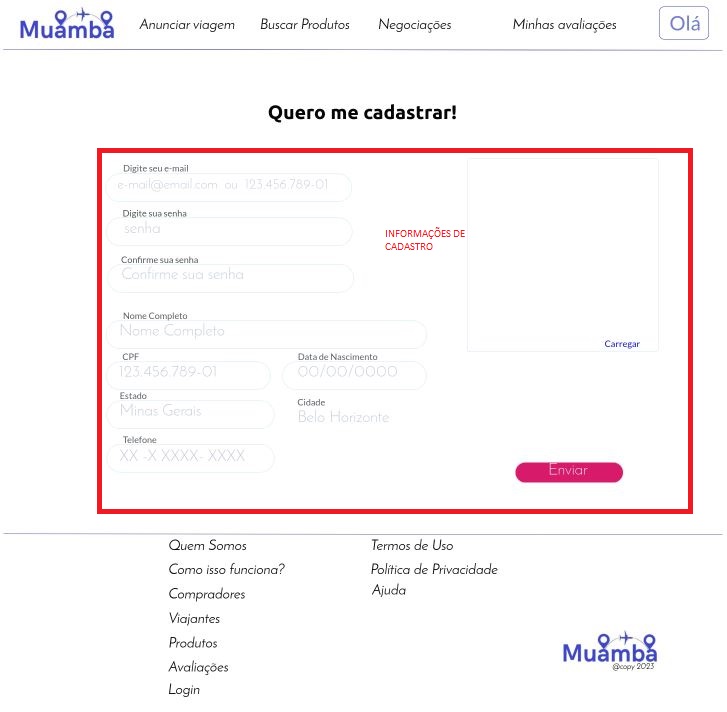 Muamba
Anunciar viagem Buscar Produtos Negociações Minhas avaliações Olá
Quero me cadastrar!
Digite seu e-mail
e-mail@email.com ou 123.456.789-01
Digite sua senha
senha
INFORMAÇÕES DE
CADASTRO
Confirme sua senha
Confirme sua senha
Nome Completo
Nome Completo
Carregar
CPF Data de Nascimento
123.456.789-01 00/00/0000
Estado Cidade
Minas Gerais Belo Horizonte
Telefone
XX -X XXXX- XXXX
Enviar
Quem Somos Termos de Uso
Como isso funciona? Política de Privacidade
Compradores Ajuda
Viajantes
Produtos
Avaliações
Login
Muamba
@copy 2023